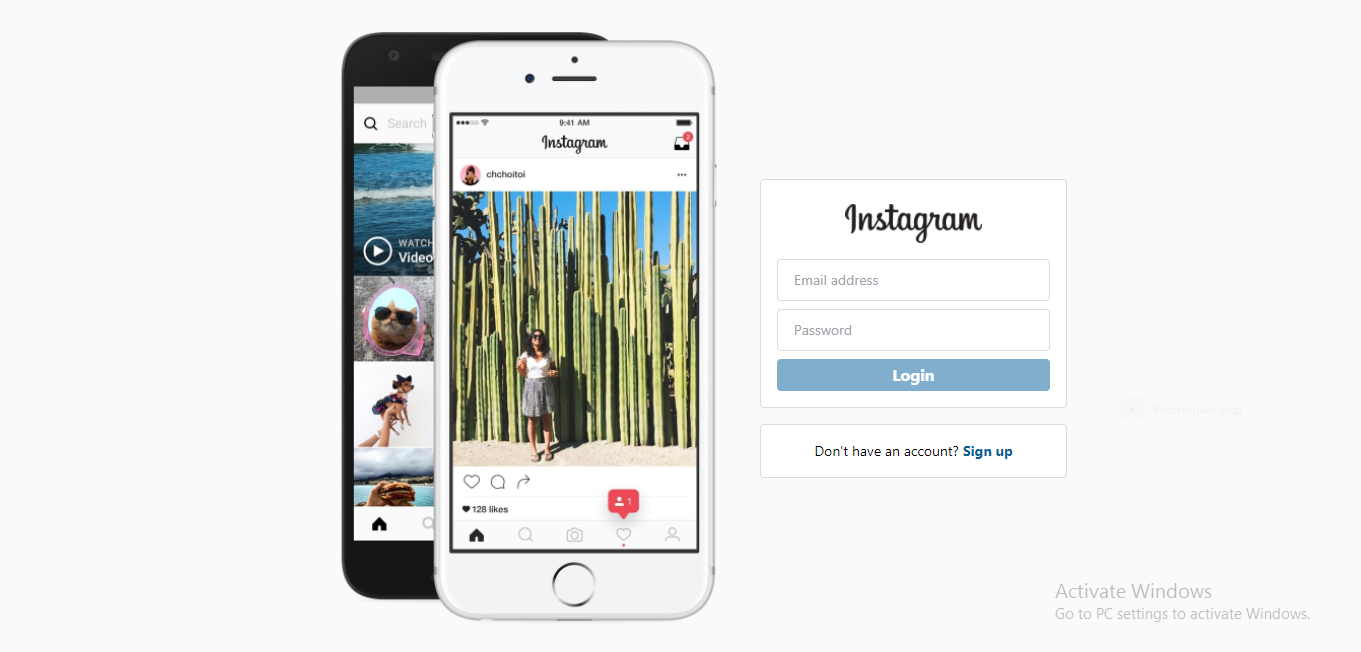 Search
WATCH
Video
9:41 AM
Instagram
2
chchoitoi
128 likes
1
Instagram
Email address
Password
Login
Don't have an account? Sign up
Rectangular Snip
Activate Windows
Go to PC settings to activate Windows.